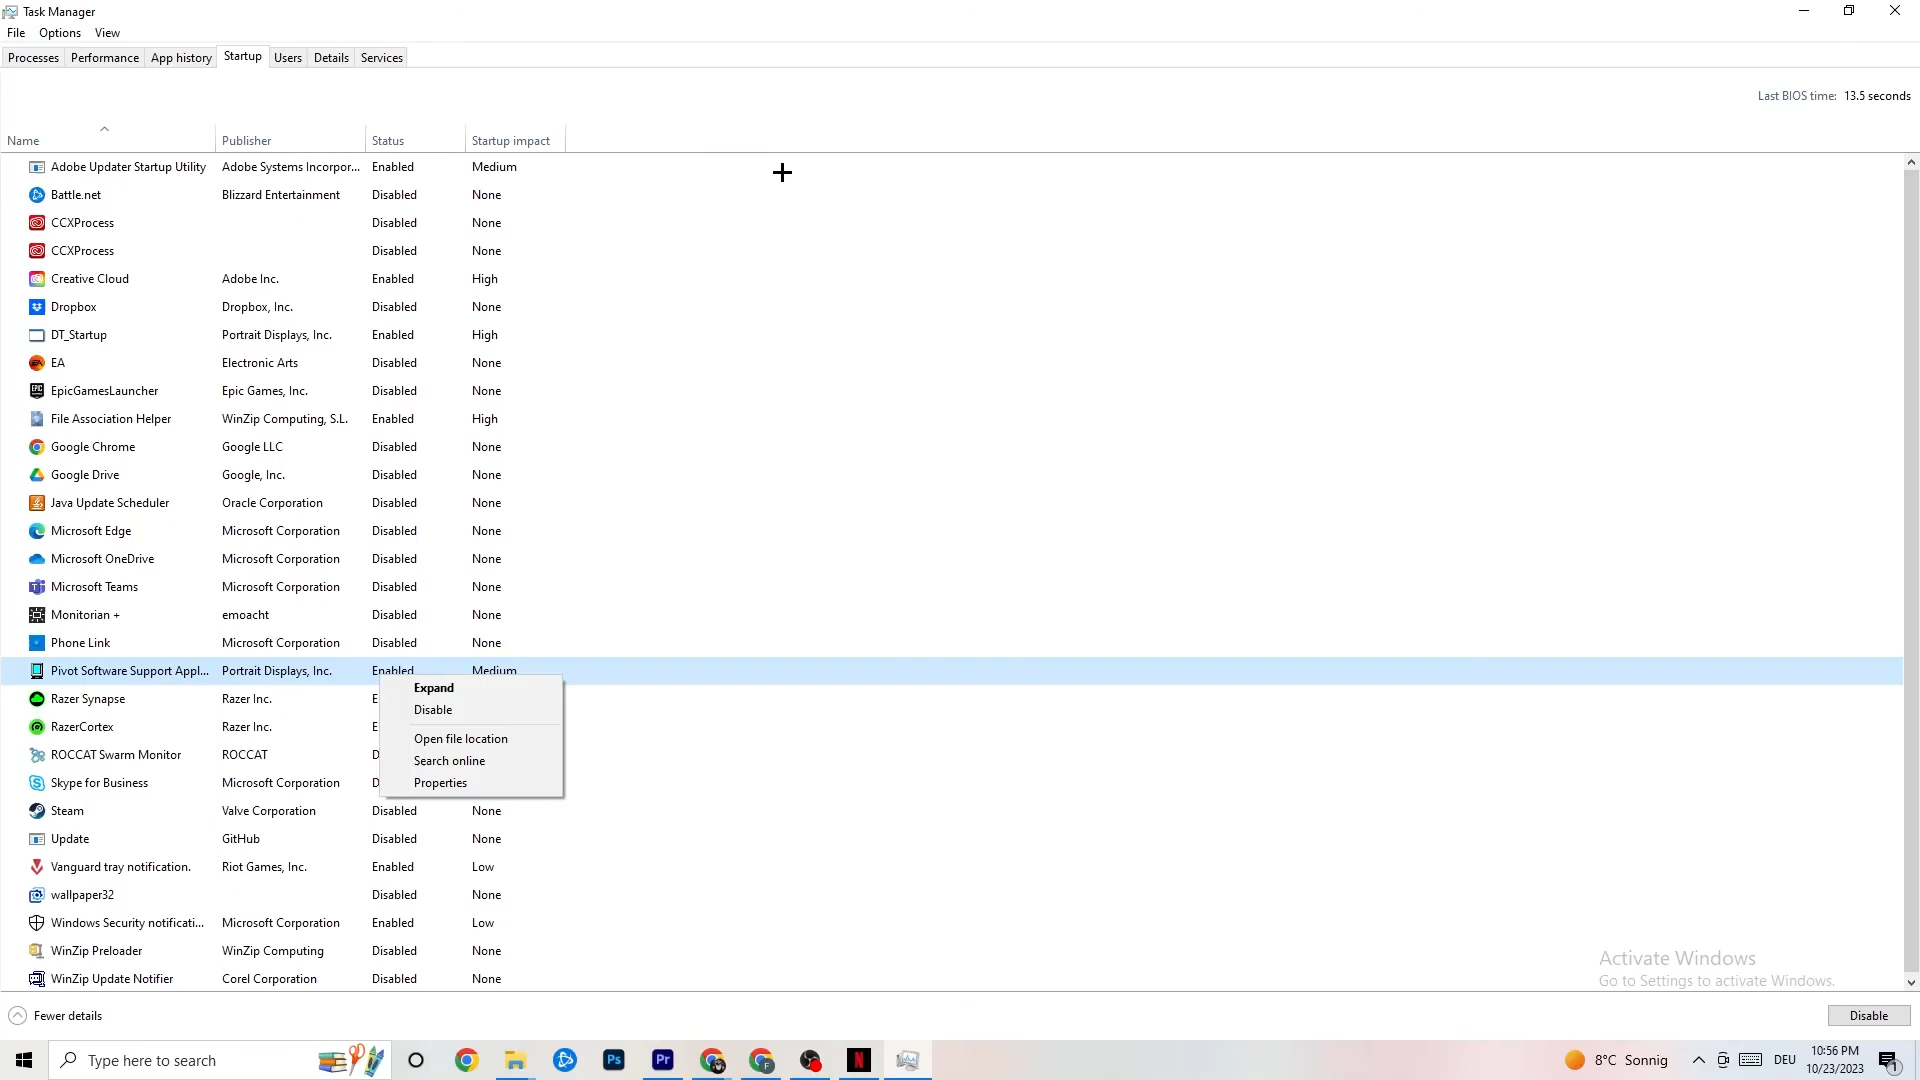 Task Manager
File Options View
Processes Performance App history Startup Users Details Services
Last BIOS time: 13.5 seconds
Name Publisher Status Startup impact
Adobe Updater Startup Utility Adobe Systems Incorpor... Enabled Medium
Battle.net Blizzard Entertainment Disabled None
CCXProcess Disabled None
CCXProcess Disabled None
Creative Cloud Adobe Inc. Enabled High
Dropbox Dropbox, Inc. Disabled None
DT_Startup Portrait Displays, Inc. Enabled High
EA Electronic Arts Disabled None
EpicGamesLauncher Epic Games, Inc. Disabled None
File Association Helper WinZip Computing, S.L. Enabled High
Google Chrome Google LLC Disabled None
Google Drive Google, Inc. Disabled None
Java Update Scheduler Oracle Corporation Disabled None
Microsoft Edge Microsoft Corporation Disabled None
Microsoft OneDrive Microsoft Corporation Disabled None
Microsoft Teams Microsoft Corporation Disabled None
Monitorian + emoacht Disabled None
Phone Link Microsoft Corporation Disabled None
Pivot Software Support Appl... Portrait Displays, Inc. Enabled Medium
Expand
Razer Synapse Razer Inc. E
Disable
RazerCortex Razer Inc. E
Open file location
ROCCAT Swarm Monitor ROCCAT D
Search online
Skype for Business Microsoft Corporation D
Properties
Steam Valve Corporation Disabled None
Update GitHub Disabled None
Vanguard tray notification. Riot Games, Inc. Enabled Low
wallpaper32 Disabled None
Windows Security notificati... Microsoft Corporation Enabled Low
WinZip Preloader WinZip Computing Disabled None
WinZip Update Notifier Corel Corporation Disabled None
Activate Windows
Go to Settings to activate Windows.
Fewer details Disable
Type here to search
8°C Sonnig DEU 10:56 PM
10/23/2023